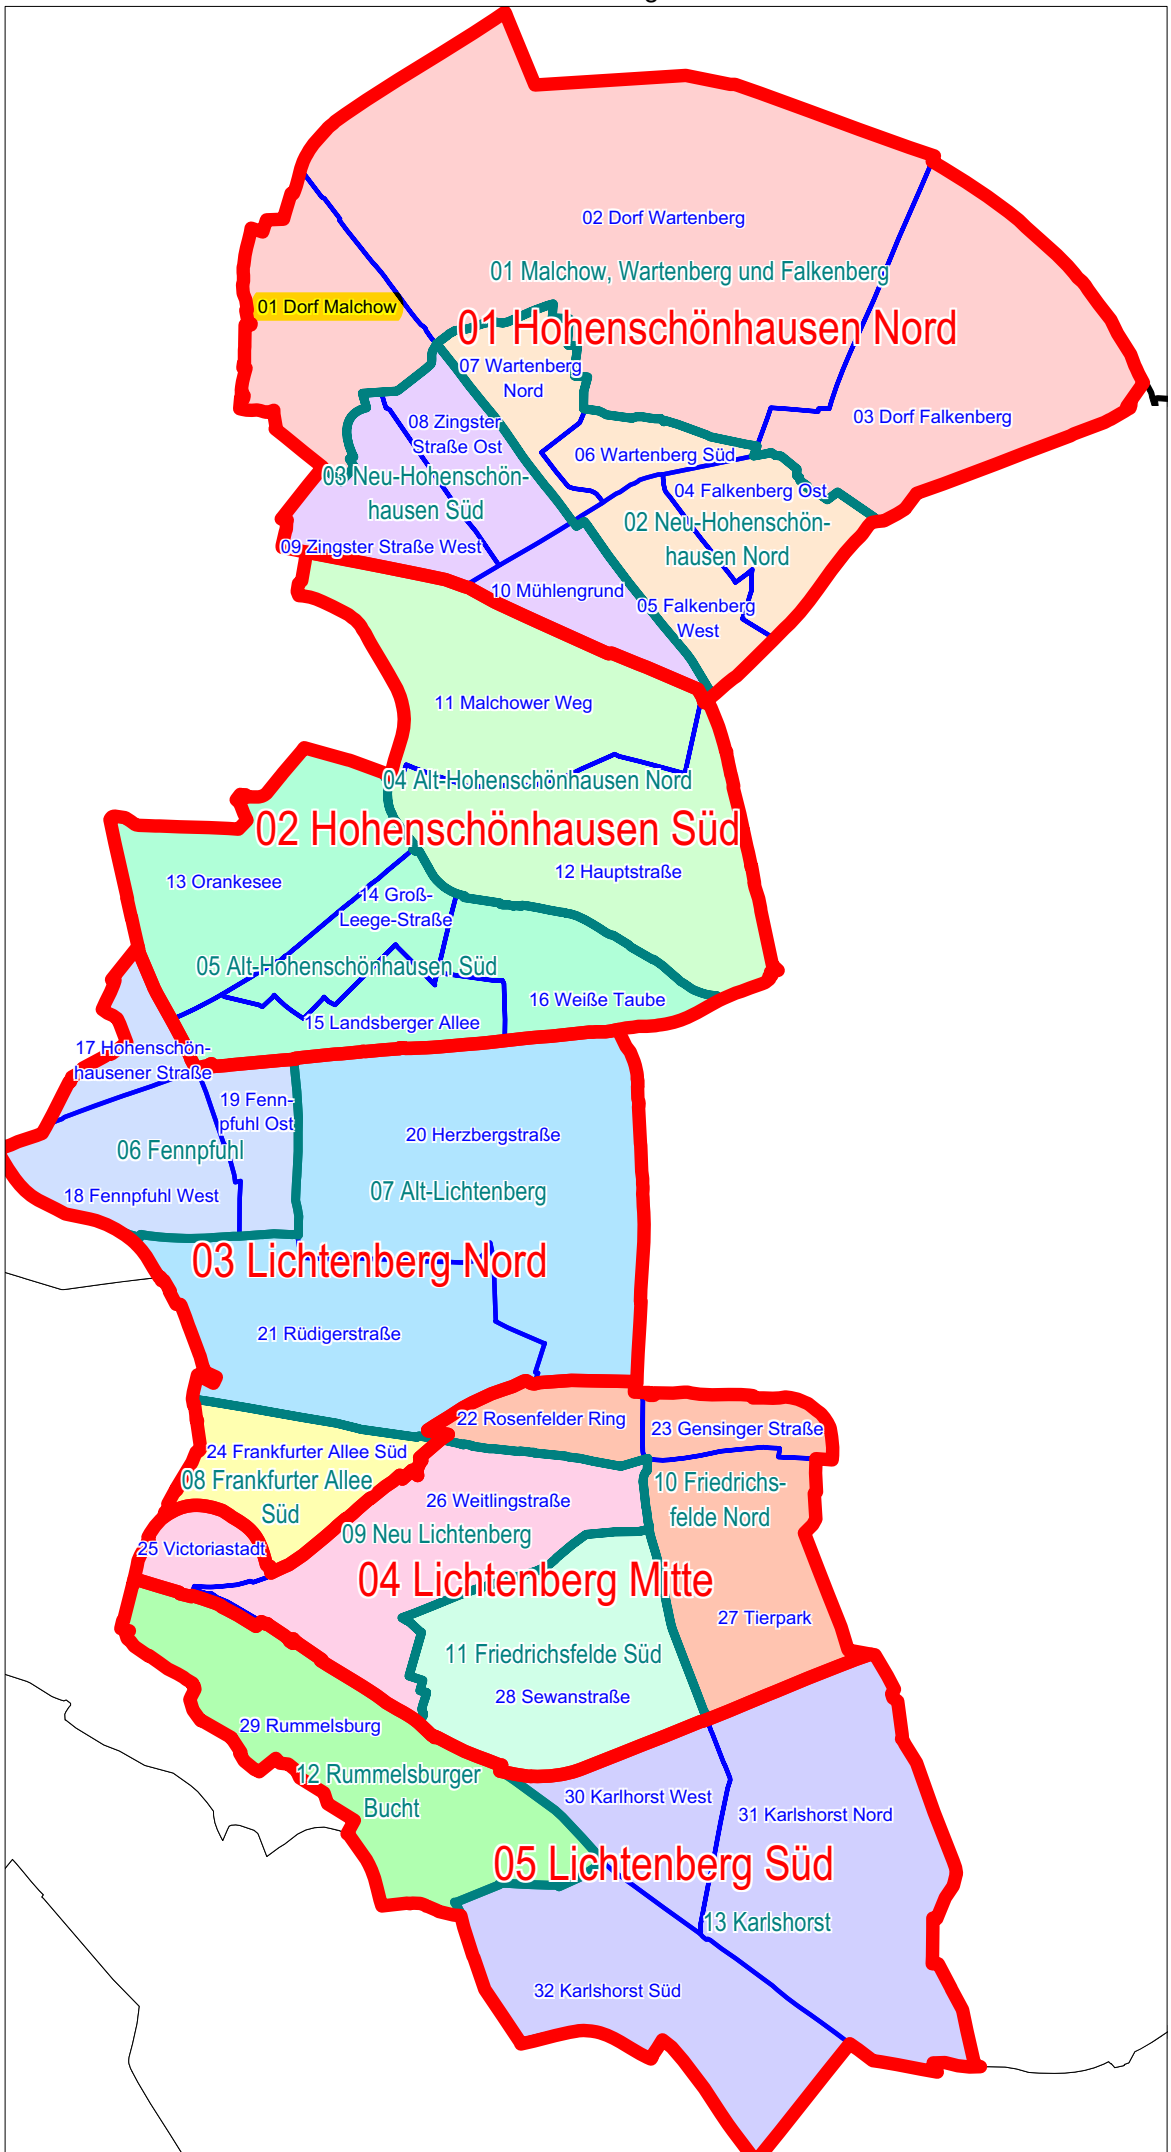 02 Dorf Wartenberg
01 Malchow, Wartenberg und Falkenberg
01 Dorf Malchow
01 Hohenschönhausen Nord
07 Wartenberg
Nord
03 Dorf Falkenberg
08 Zingster
Straße Ost
06 Wartenberg Süd
03 Neu-Hohenschön-
hausen Süd
04 Falkenberg Ost
02 Neu-Hohenschön-
hausen Nord
09 Zingster Straße West
10 Mühlengrund
05 Falkenberg
West
11 Malchower Weg
04 Alt-Hohenschönhausen Nord
02 Hohenschönhausen Süd
12 Hauptstraße
13 Orankesee
14 Groß-
Leege-Straße
05 Alt-Hohenschönhausen Süd
16 Weiße Taube
15 Landsberger Allee
17 Hohenschön-
hausener Straße
19 Fenn-
pfuhl Ost
20 Herzbergstraße
06 Fennpfuhl
18 Fennpfuhl West
07 Alt-Lichtenberg
03 Lichtenberg Nord
21 Rüdigerstraße
22 Rosenfelder Ring
23 Gensinger Straße
24 Frankfurter Allee Süd
08 Frankfurter Allee
Süd
10 Friedrichs-
felde Nord
26 Weitlingstraße
09 Neu Lichtenberg
25 Victoriastadt
04 Lichtenberg Mitte
27 Tierpark
11 Friedrichsfelde Süd
28 Sewanstraße
29 Rummelsburg
12 Rummelsburger
Bucht
30 Karlhorst West
31 Karlshorst Nord
05 Lichtenberg Süd
13 Karlshorst
32 Karlshorst Süd